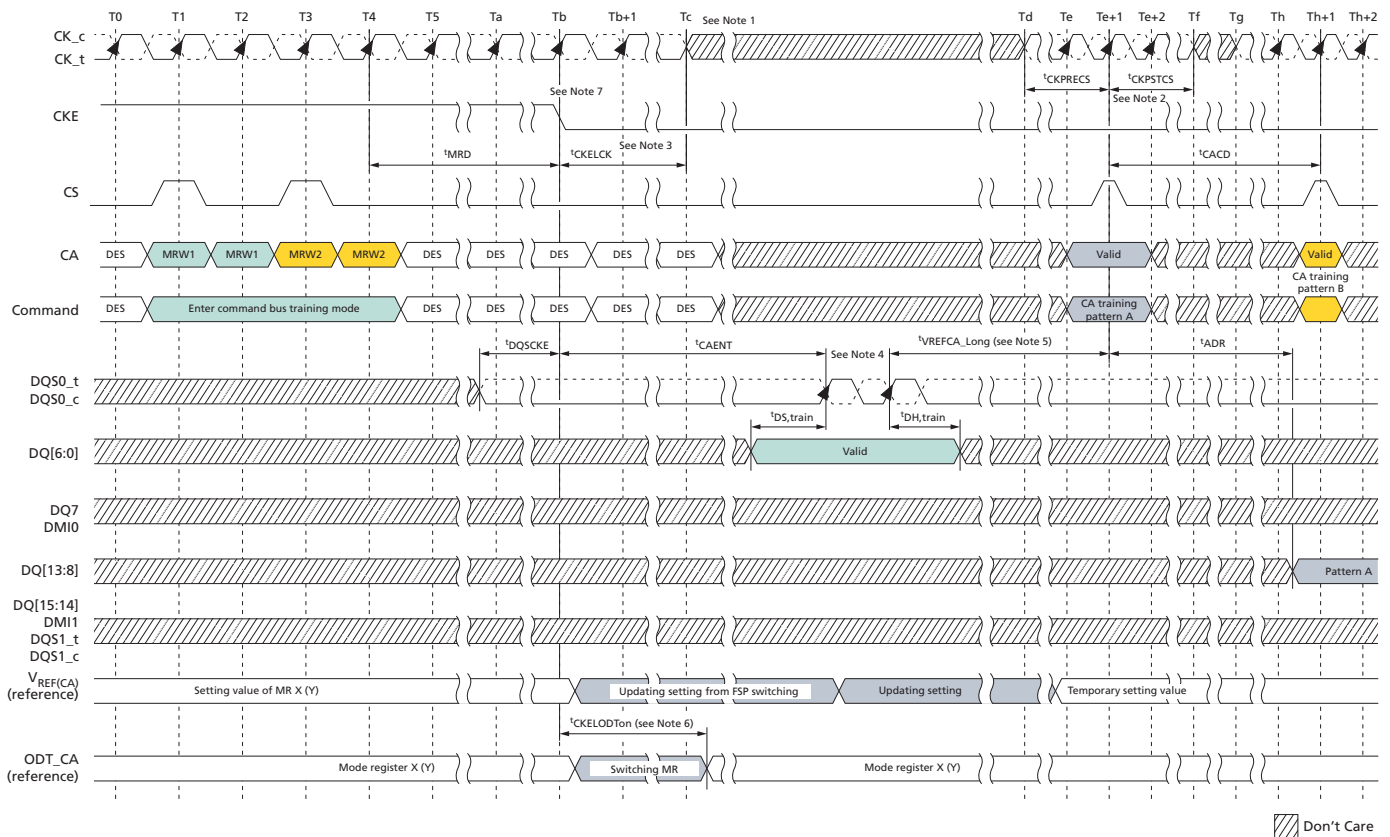 T0 T1 T2 T3 T4 T5 Ta Tb Tb+1 Tc See Note 1 Td Te Te+1 Te+2 Tf Tg Th Th+1 Th+2
CK_c
CK_t
tCKPRECS tCKPSTCS
See Note 7 See Note 2
CKE
See Note 3
tMRD tCKELCK tCACD
CS
CA DES MRW1 MRW1 MRW2 MRW2 DES DES DES DES DES Valid Valid
CA training
pattern B
Command DES Enter command bus training mode DES DES DES DES DES CA training
pattern A
tDQSCKE tCAENT See Note 4 tVREFCA_Long (see Note 5) tADR
DQS0_t
DQS0_c
tDS,train tDH,train
DQ[6:0] Valid
DQ7
DMI0
DQ[13:8] Pattern A
DQ[15:14]
DMI1
DQS1_t
DQS1_c
VREF(CA)
(reference) Setting value of MR X (Y) Updating setting from FSP switching Updating setting Temporary setting value
tCKELODTon (see Note 6)
ODT_CA
(reference) Mode register X (Y) Switching MR Mode register X (Y)
Don't Care